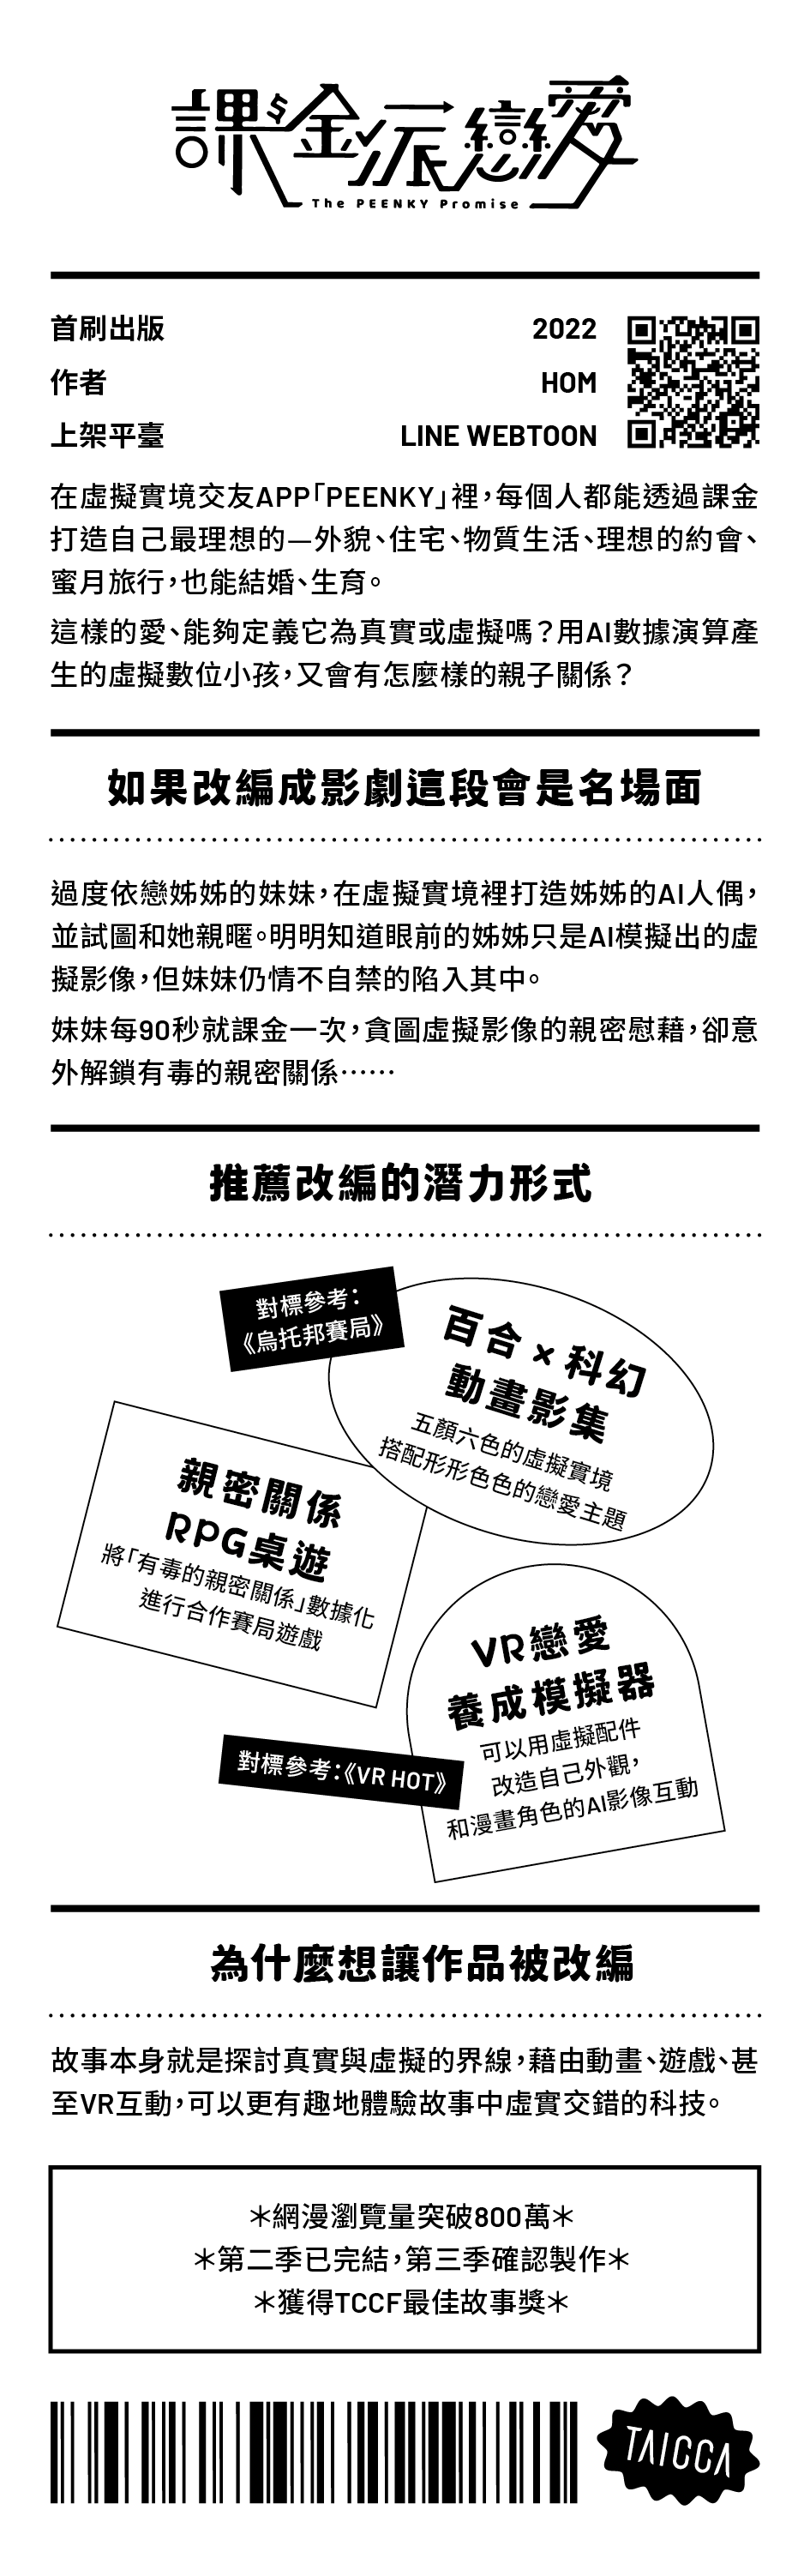 課金派戀愛
The PEENKY Promise
首刷出版 2022
作者 HOM
上架平臺 LINE WEBTOON
在虛擬實境交友APP「PEENKY」裡，每個人都能透過課金
打造自己最理想的—外貌、住宅、物質生活、理想的約會、
蜜月旅行，也能結婚、生育。
這樣的愛、能夠定義它為真實或虛擬嗎？用AI數據演算產
生的虛擬數位小孩，又會有怎麼樣的親子關係？
如果改編成影劇這段會是名場面
過度依戀姊姊的妹妹，在虛擬實境裡打造姊姊的AI人偶，
並試圖和她親暱。明明知道眼前的姊姊只是AI模擬出的虛
擬影像，但妹妹仍情不自禁的陷入其中。
妹妹每90秒就課金一次，貪圖虛擬影像的親密慰藉，卻意
外解鎖有毒的親密關係……
推薦改編的潛力形式
對標參考：
《烏托邦賽局》
百合 x 科幻
動畫影集
五顏六色的虛擬實境
搭配形形色色的戀愛主題
親密關係
RPG桌遊
將「有毒的親密關係」數據化
進行合作賽局遊戲
VR戀愛
養成模擬器
可以用虛擬配件
改造自己外觀，
和漫畫角色的AI影像互動
對標參考：《VR HOT》
為什麼想讓作品被改編
故事本身就是探討真實與虛擬的界線，藉由動畫、遊戲、甚
至VR互動，可以更有趣地體驗故事中虛實交錯的科技。
＊網漫瀏覽量突破800萬＊
＊第二季已完結，第三季確認製作＊
＊獲得TCCF最佳故事獎＊
TAICCA